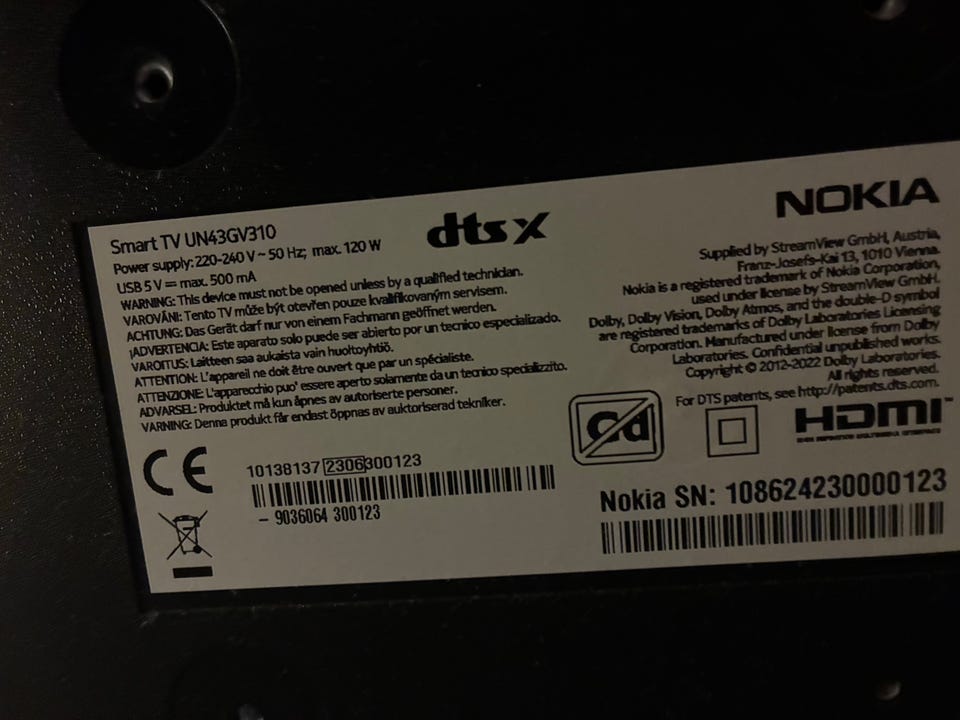 Smart TV UN43GV310
Power supply: 220-240 V ~ 50 Hz; max. 120 W
USB 5 V ⎓ max. 500 mA
WARNING: This device must not be opened unless by a qualified technician.
VAROVÁNI: Tento TV může být otevřen pouze kvalifikovaným servisem.
ACHTUNG: Das Gerät darf nur von einem Fachmann geöffnet werden.
¡ADVERTENCIA: Este aparato solo puede ser abierto por un tecnico especializado.
VAROITUS: Laitteen saa aukaista vain huoltoyhtiö.
ATTENTION: L'appareil ne doit être ouvert que par un spécialiste.
ATTENZIONE: L'apparecchio puo' essere aperto solamente da un tecnico specializzito.
ADVARSEL: Produktet må kun åpnes av autoriserte personer.
VARNING: Denna produkt får endast öppnas av auktoriserad tekniker.
dts X
NOKIA
Supplied by StreamView GmbH, Austria,
Franz-Josefs-Kai 13, 1010 Vienna.
Nokia is a registered trademark of Nokia Corporation,
used under license by StreamView GmbH.
Dolby, Dolby Vision, Dolby Atmos, and the double-D symbol
are registered trademarks of Dolby Laboratories Licensing
Corporation. Manufactured under license from Dolby
Laboratories. Confidential unpublished works.
Copyright © 2012-2022 Dolby Laboratories.
All rights reserved.
For DTS patents, see http://patents.dts.com.
CE
10138137 2306300123
- 9036064 300123
Cd
HDMI™
HIGH DEFINITION MULTIMEDIA INTERFACE
Nokia SN: 108624230000123